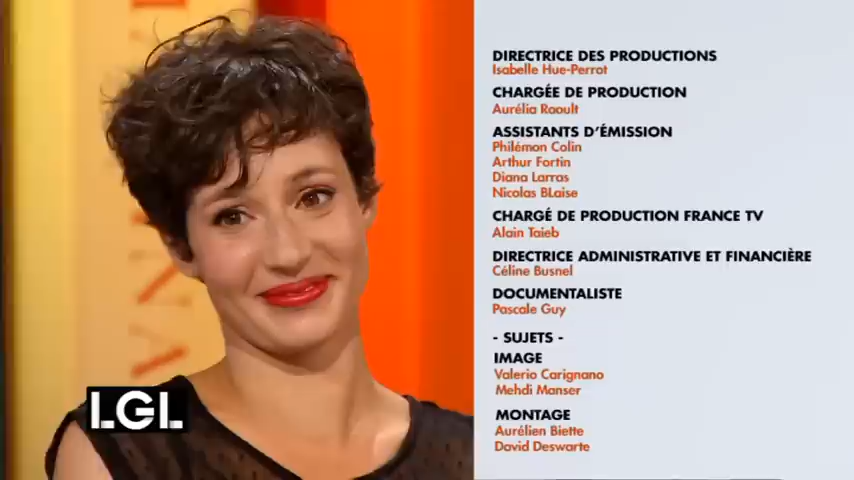 LGL
DIRECTRICE DES PRODUCTIONS
Isabelle Hue-Perrot
CHARGÉE DE PRODUCTION
Aurélia Raoult
ASSISTANTS D'ÉMISSION
Philémon Colin
Arthur Fortin
Diana Larras
Nicolas BLaise
CHARGÉ DE PRODUCTION FRANCE TV
Alain Taieb
DIRECTRICE ADMINISTRATIVE ET FINANCIÈRE
Céline Busnel
DOCUMENTALISTE
Pascale Guy
- SUJETS -
IMAGE
Valerio Carignano
Mehdi Manser
MONTAGE
Aurélien Biette
David Deswarte